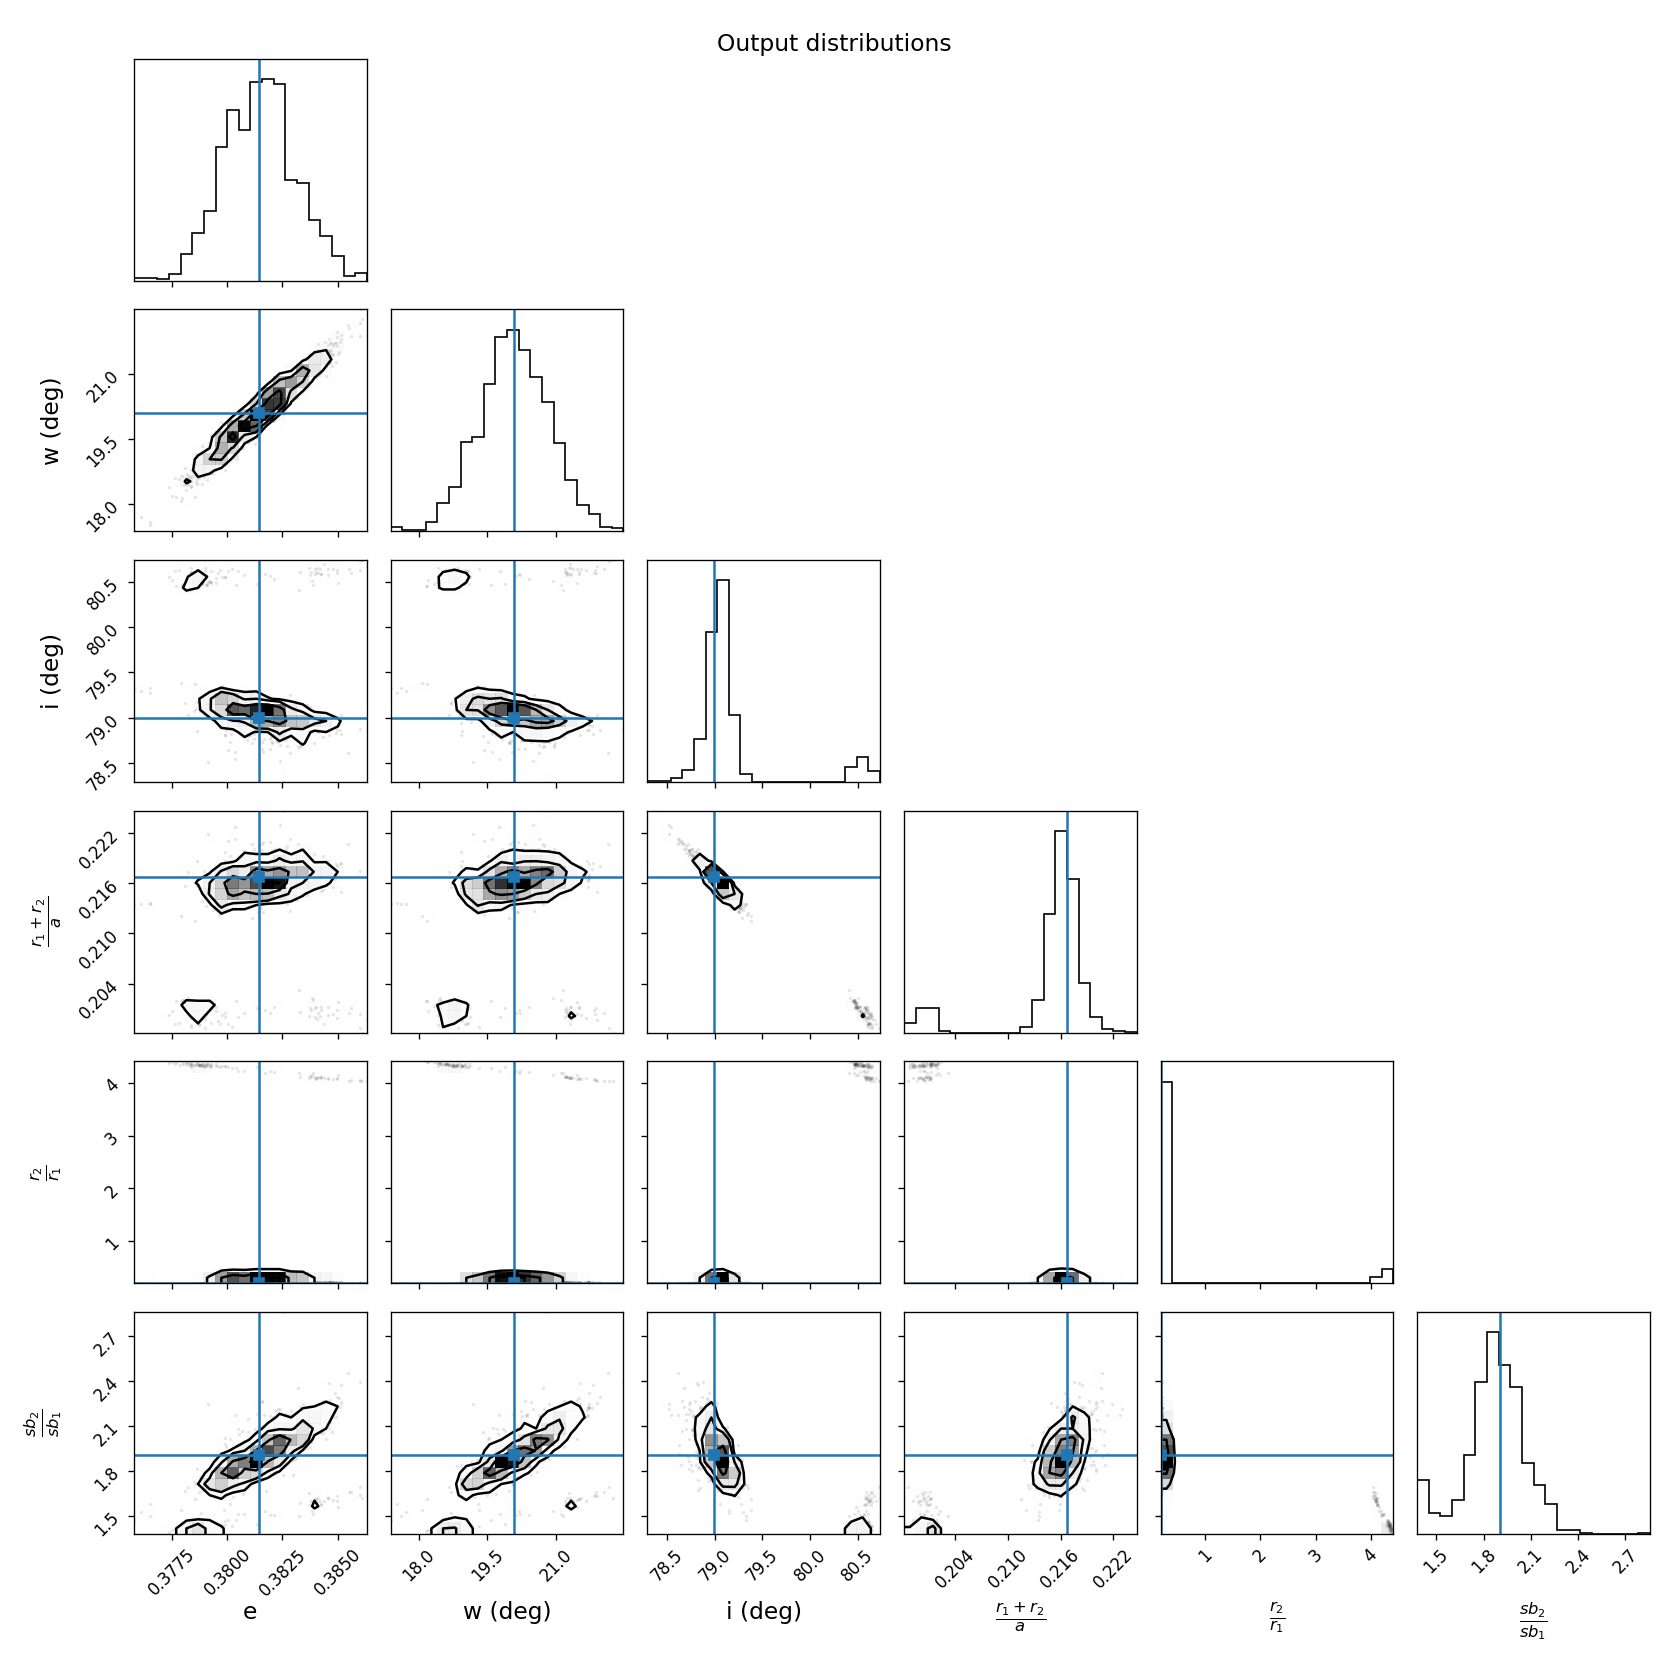 Output distributions
w (deg)
21.0
19.5
18.0
i (deg)
80.5
80.0
79.5
79.0
78.5
r₁ + r₂
a
0.222
0.216
0.210
0.204
r₂
r₁
4
3
2
1
sb₂
sb₁
2.7
2.4
2.1
1.8
1.5
0.3775 0.3800 0.3825 0.3850 18.0 19.5 21.0 78.5 79.0 79.5 80.0 80.5 0.204 0.210 0.216 0.222 1 2 3 4 1.5 1.8 2.1 2.4 2.7
e w (deg) i (deg)
r₁ + r₂ r₂ sb₂
a r₁ sb₁